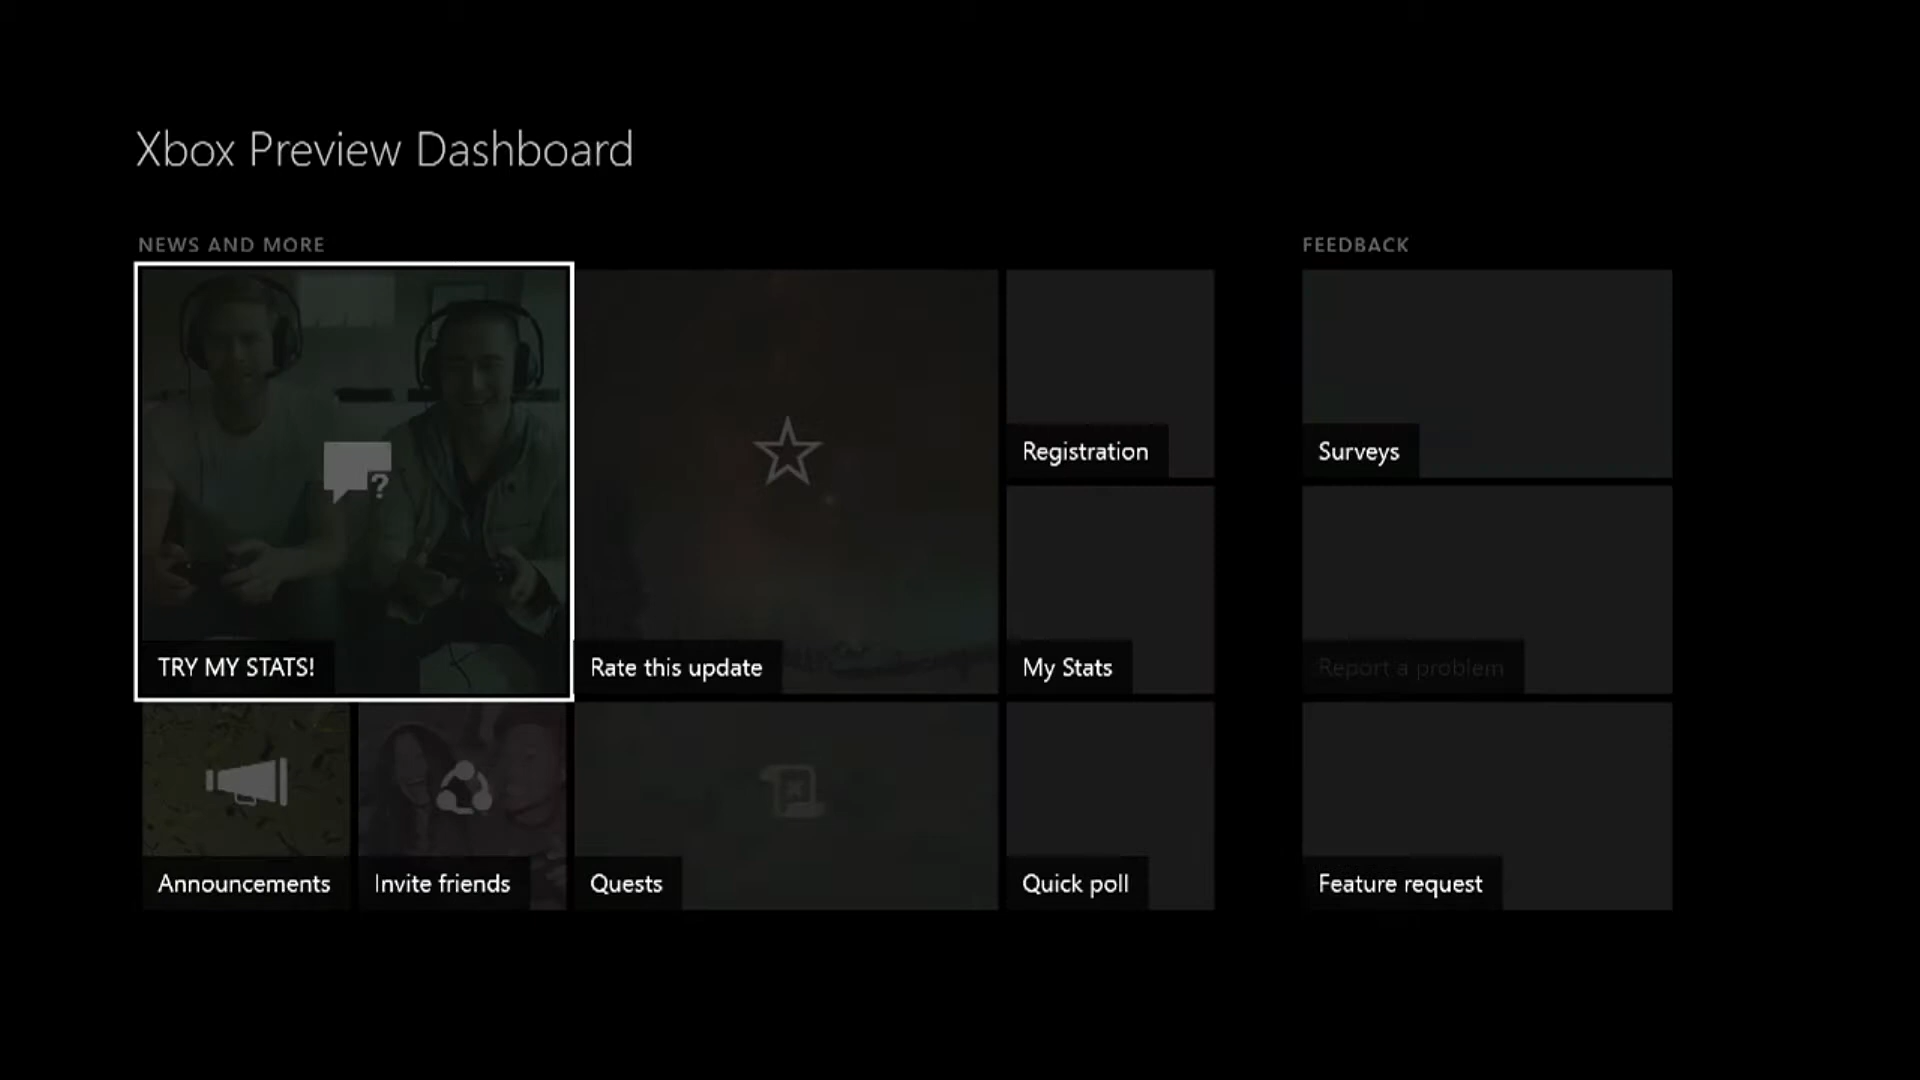 Xbox Preview Dashboard
NEWS AND MORE
TRY MY STATS!
Rate this update
Registration
My Stats
Announcements
Invite friends
Quests
Quick poll
FEEDBACK
Surveys
Report a problem
Feature request